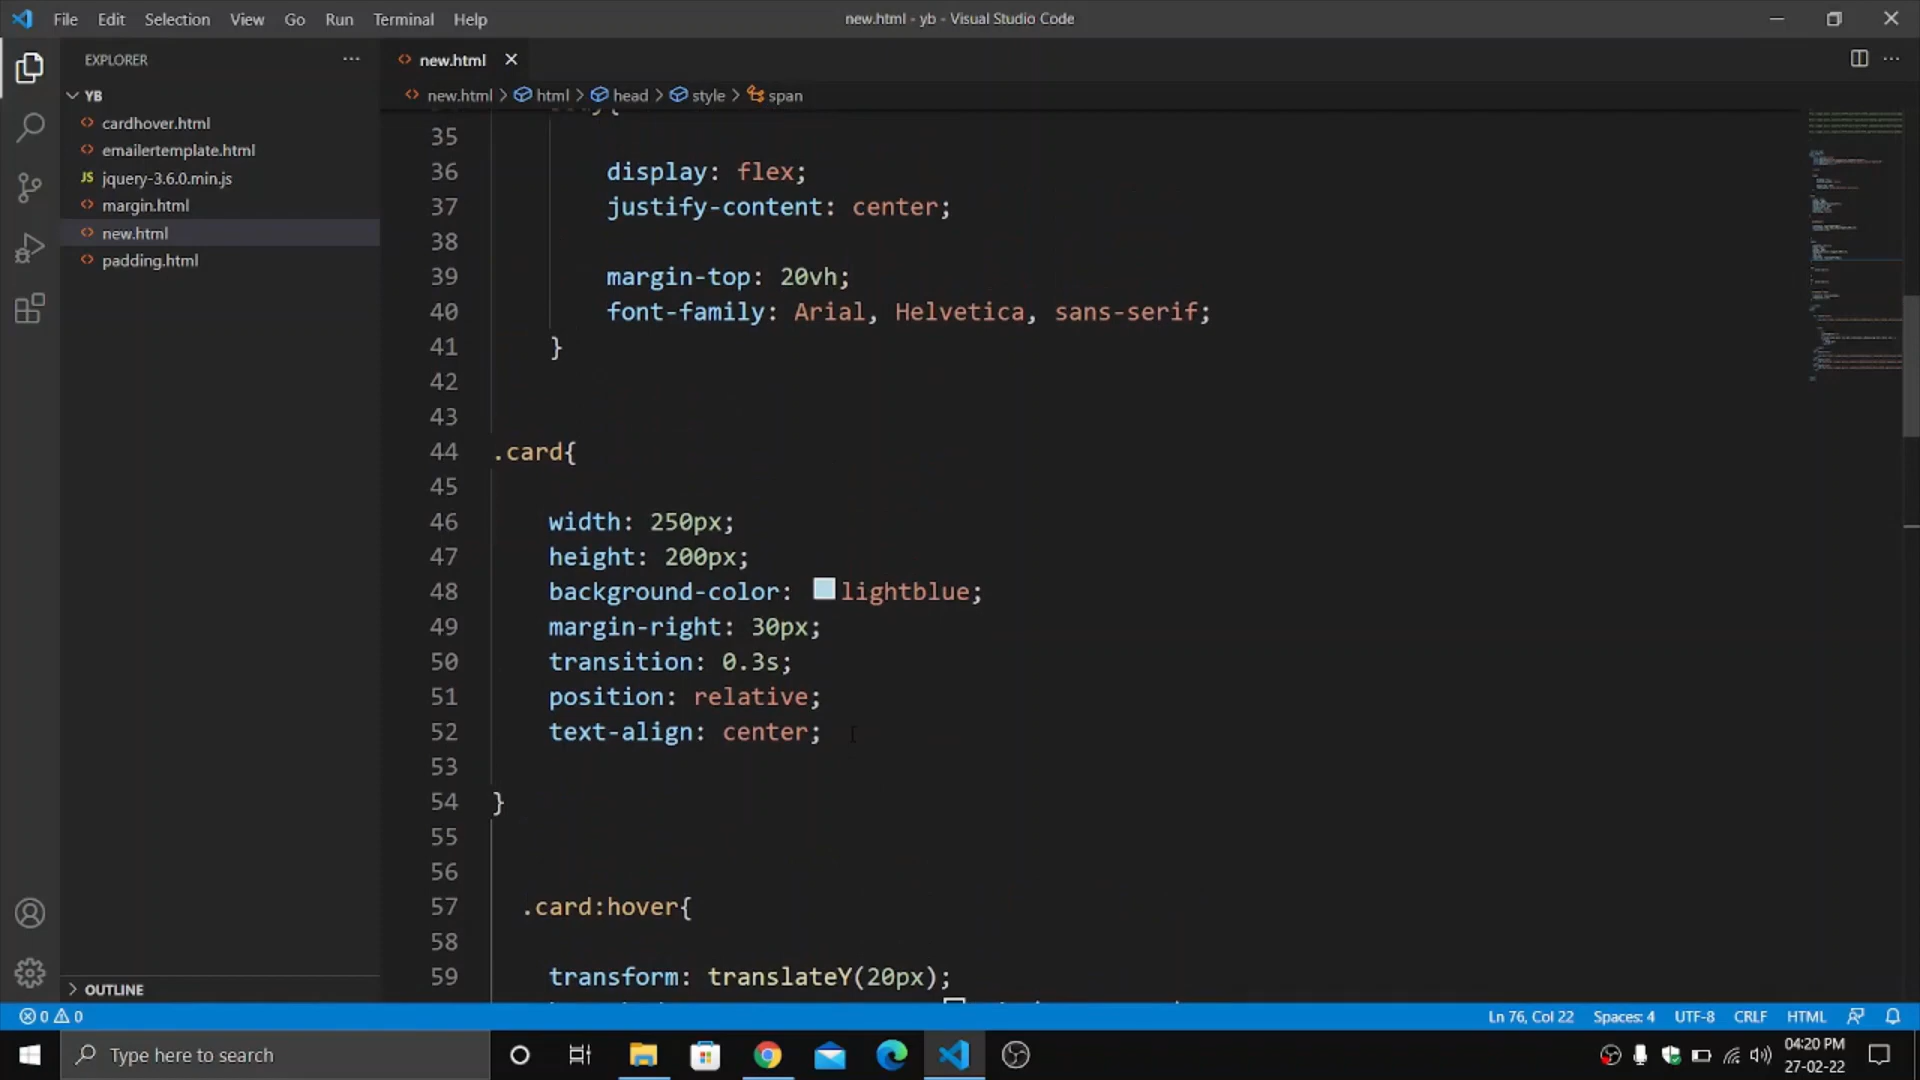 File Edit Selection View Go Run Terminal Help
new.html - yb - Visual Studio Code
EXPLORER
YB
cardhover.html
emailertemplate.html
JS jquery-3.6.0.min.js
margin.html
new.html
padding.html
OUTLINE
new.html
new.html > html > head > style > span
35
36 display: flex;
37 justify-content: center;
38
39 margin-top: 20vh;
40 font-family: Arial, Helvetica, sans-serif;
41 }
42
43
44 .card{
45
46 width: 250px;
47 height: 200px;
48 background-color: lightblue;
49 margin-right: 30px;
50 transition: 0.3s;
51 position: relative;
52 text-align: center;
53
54 }
55
56
57 .card:hover{
58
59 transform: translateY(20px);
0 0
Ln 76, Col 22 Spaces: 4 UTF-8 CRLF HTML
Type here to search
04:20 PM
27-02-22